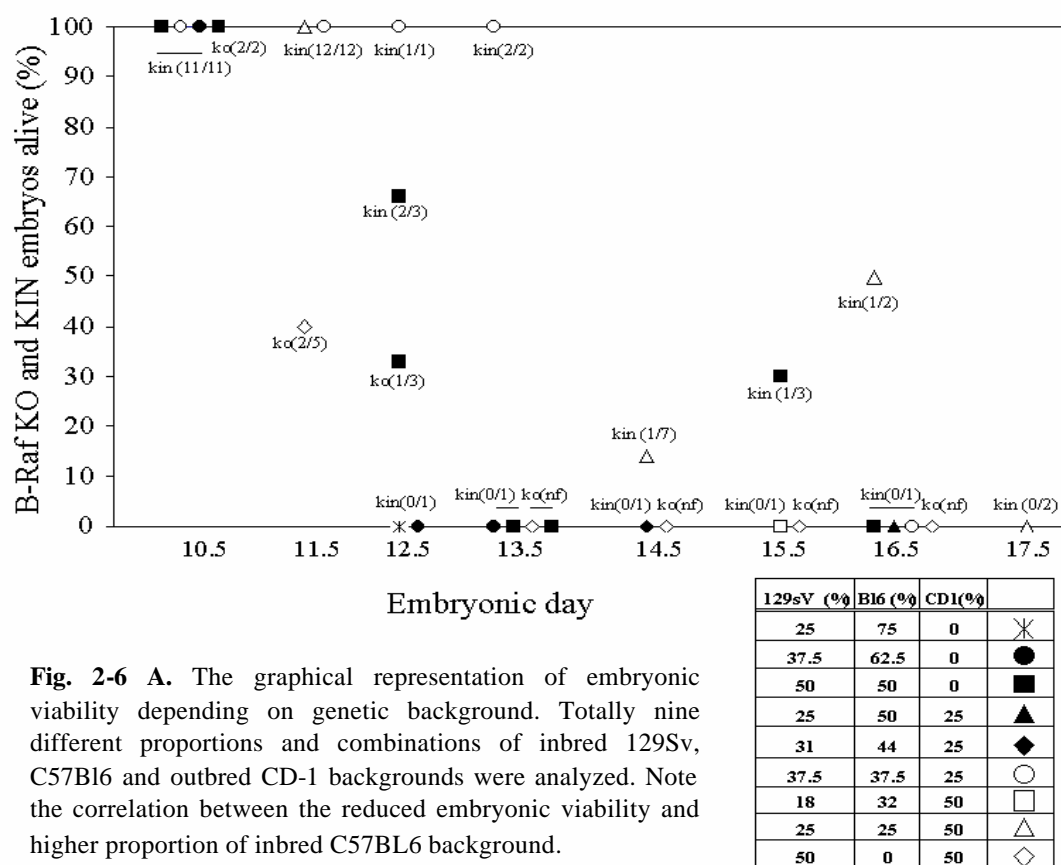 B-Raf KO and KIN embryos alive (%)
100
90
80
70
60
50
40
30
20
10
0
ko(2/2)
kin (11/11)
kin(12/12)
kin(1/1)
kin(2/2)
kin (2/3)
ko(2/5)
ko(1/3)
kin(1/2)
kin (1/3)
kin (1/7)
kin(0/1)
kin(0/1) ko(nf)
kin(0/1) ko(nf)
kin(0/1) ko(nf)
kin(0/1)
ko(nf)
kin (0/2)
10.5 11.5 12.5 13.5 14.5 15.5 16.5 17.5
Embryonic day
129sV (%) Bl6 (%) CD1(%)
25 75 0
37.5 62.5 0
50 50 0
25 50 25
31 44 25
37.5 37.5 25
18 32 50
25 25 50
50 0 50
Fig. 2-6 A. The graphical representation of embryonic
viability depending on genetic background. Totally nine
different proportions and combinations of inbred 129Sv,
C57Bl6 and outbred CD-1 backgrounds were analyzed. Note
the correlation between the reduced embryonic viability and
higher proportion of inbred C57BL6 background.